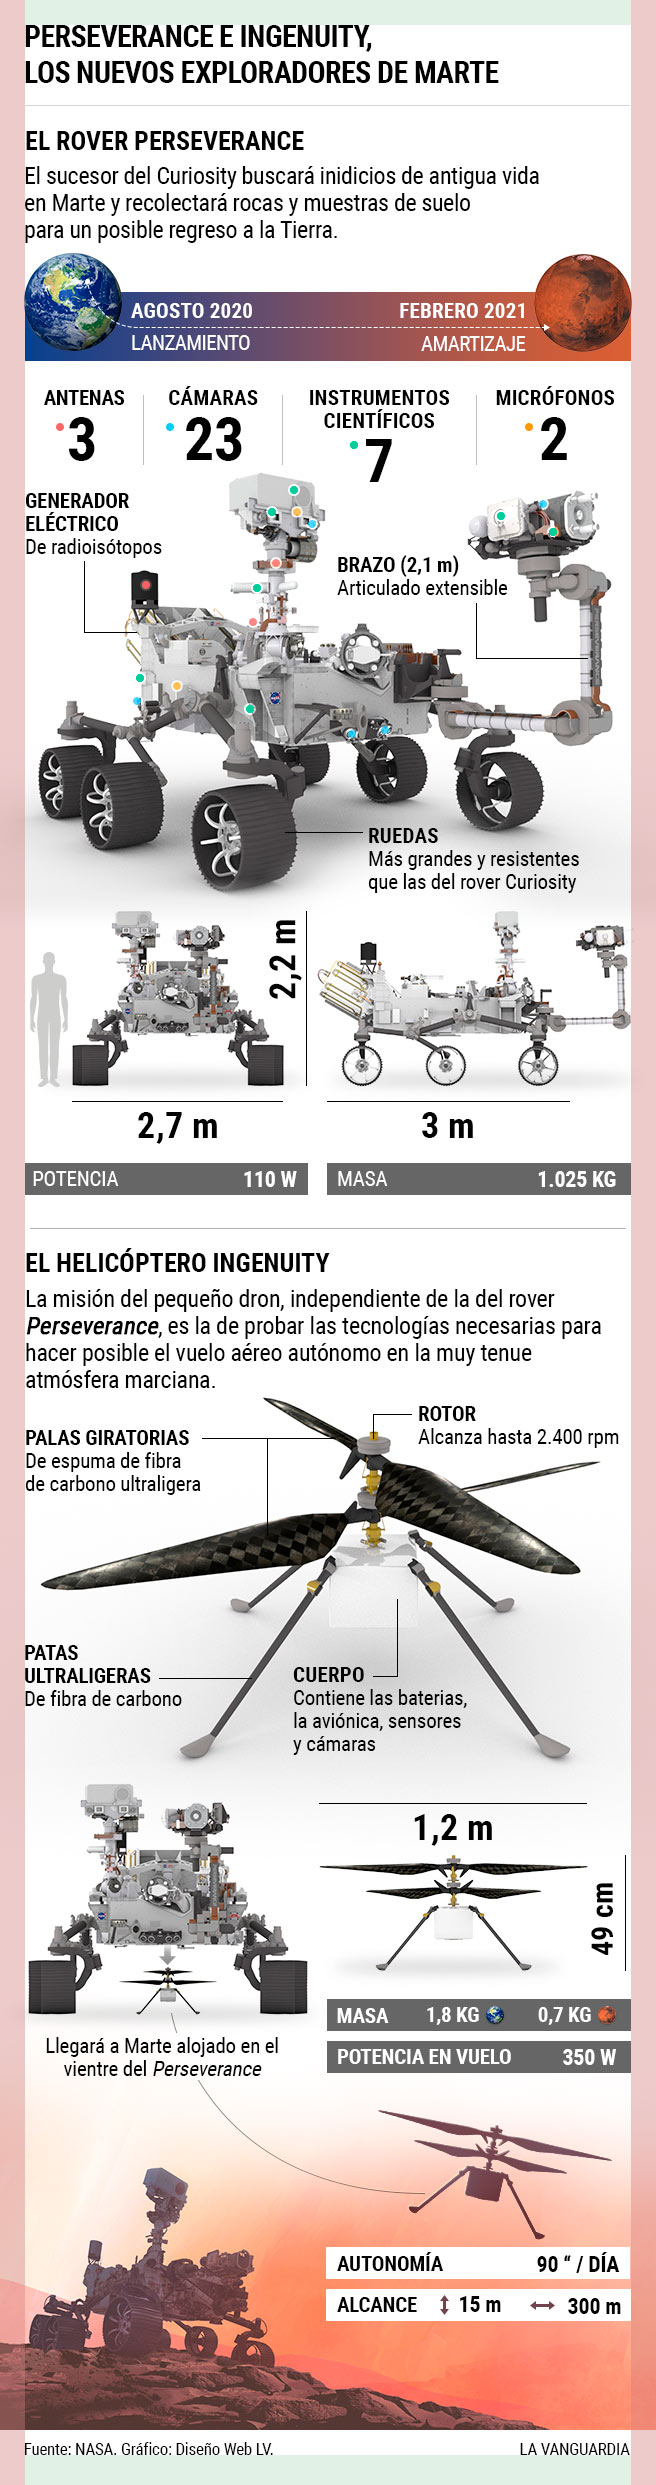 PERSEVERANCE E INGENUITY,
LOS NUEVOS EXPLORADORES DE MARTE
EL ROVER PERSEVERANCE
El sucesor del Curiosity buscará inidicios de antigua vida
en Marte y recolectará rocas y muestras de suelo
para un posible regreso a la Tierra.
AGOSTO 2020
LANZAMIENTO
FEBRERO 2021
AMARTIZAJE
ANTENAS
3
CÁMARAS
23
INSTRUMENTOS
CIENTÍFICOS
7
MICRÓFONOS
2
GENERADOR
ELÉCTRICO
De radioisótopos
BRAZO (2,1 m)
Articulado extensible
RUEDAS
Más grandes y resistentes
que las del rover Curiosity
2,2 m
2,7 m
3 m
POTENCIA 110 W
MASA 1.025 KG
EL HELICÓPTERO INGENUITY
La misión del pequeño dron, independiente de la del rover
Perseverance, es la de probar las tecnologías necesarias para
hacer posible el vuelo aéreo autónomo en la muy tenue
atmósfera marciana.
ROTOR
Alcanza hasta 2.400 rpm
PALAS GIRATORIAS
De espuma de fibra
de carbono ultraligera
PATAS
ULTRALIGERAS
De fibra de carbono
CUERPO
Contiene las baterias,
la aviónica, sensores
y cámaras
1,2 m
49 cm
MASA 1,8 KG 0,7 KG
POTENCIA EN VUELO 350 W
Llegará a Marte alojado en el
vientre del Perseverance
AUTONOMÍA 90 “ / DÍA
ALCANCE 15 m 300 m
Fuente: NASA. Gráfico: Diseño Web LV.
LA VANGUARDIA